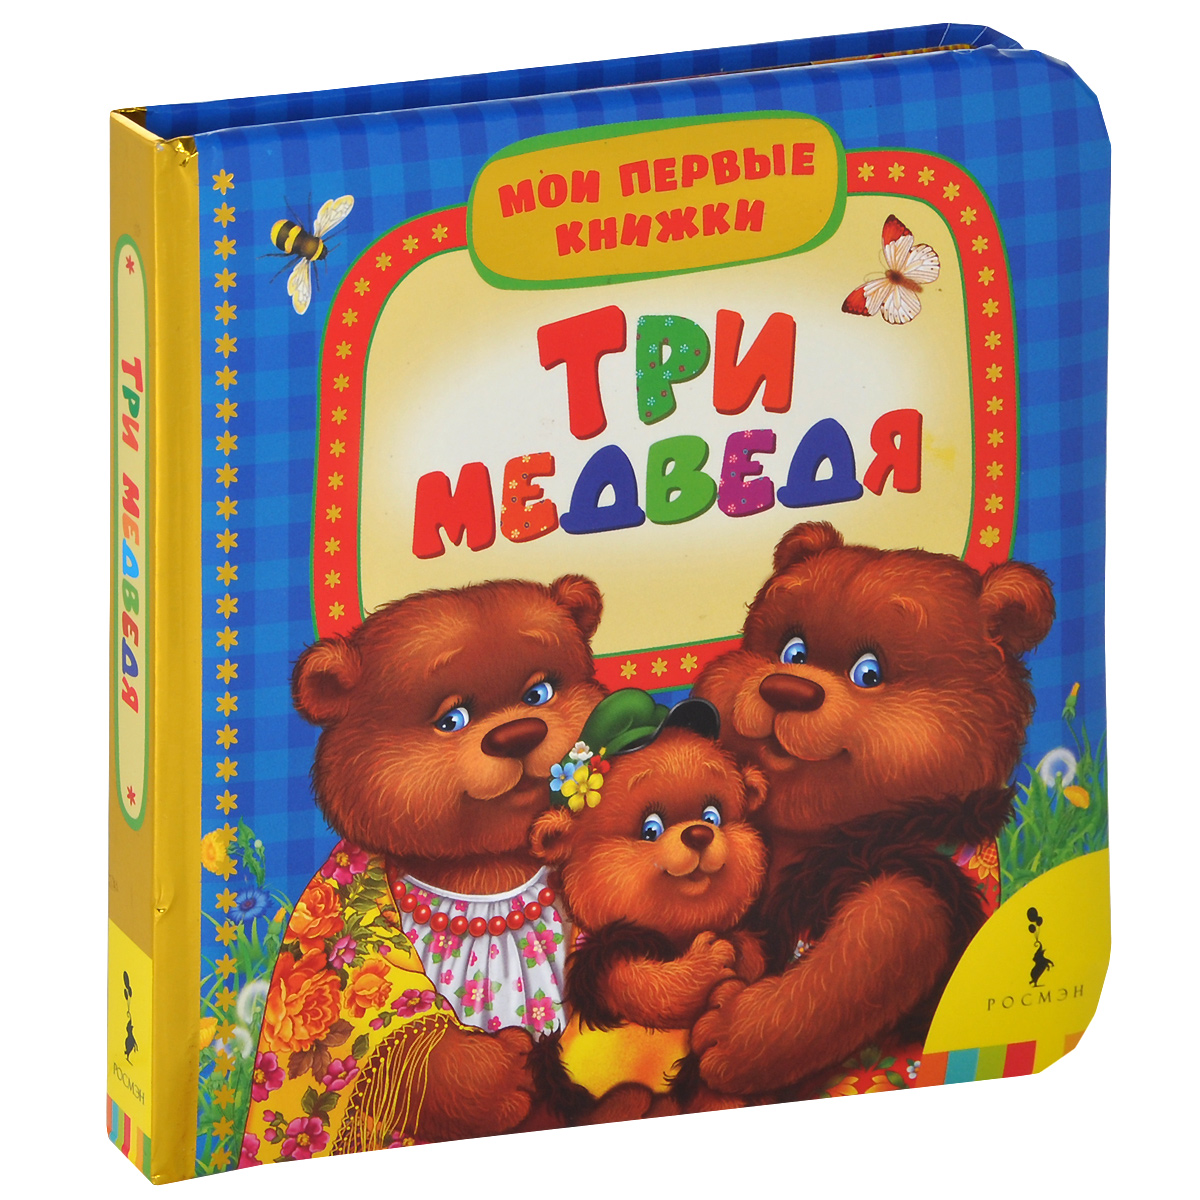 МОИ ПЕРВЫЕ
КНИЖКИ
ТРИ
МЕДВЕДЯ
РОСМЭН
ТРИ МЕДВЕДЯ
РОСМЭН